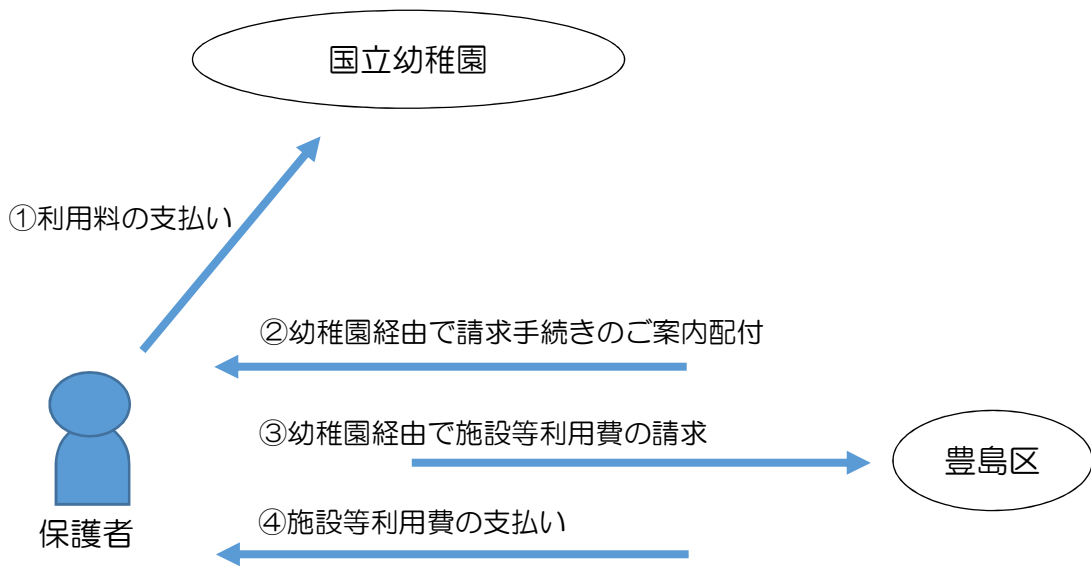 国立幼稚園
①利用料の支払い
②幼稚園経由で請求手続きのご案内配付
③幼稚園経由で施設等利用費の請求
豊島区
④施設等利用費の支払い
保護者